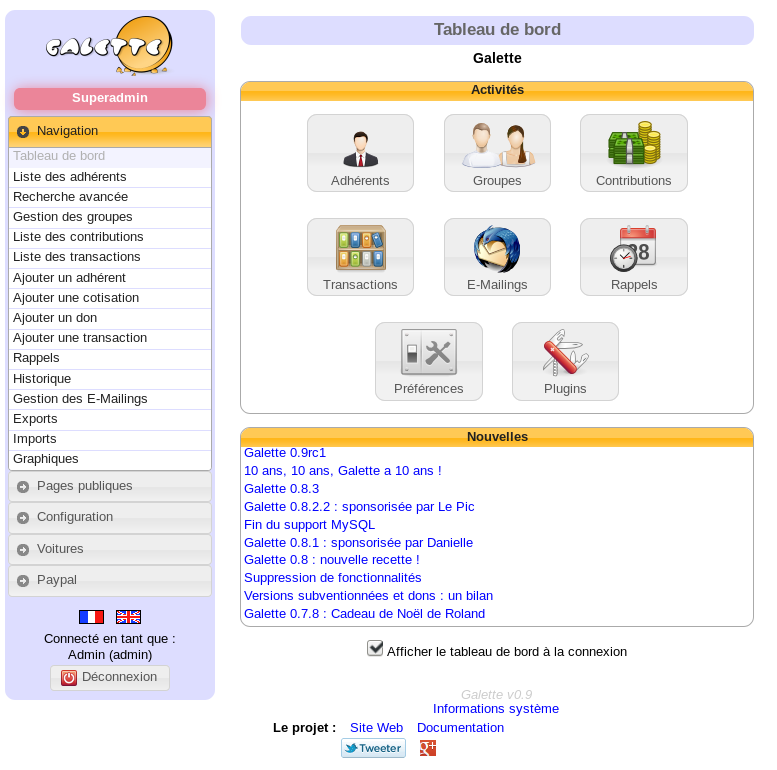 GALETTE
Superadmin
Navigation
Tableau de bord
Liste des adhérents
Recherche avancée
Gestion des groupes
Liste des contributions
Liste des transactions
Ajouter un adhérent
Ajouter une cotisation
Ajouter un don
Ajouter une transaction
Rappels
Historique
Gestion des E-Mailings
Exports
Imports
Graphiques
Pages publiques
Configuration
Voitures
Paypal
Connecté en tant que :
Admin (admin)
Déconnexion
Tableau de bord
Galette
Activités
Adhérents Groupes Contributions
38
Transactions E-Mailings Rappels
Préférences Plugins
Nouvelles
Galette 0.9rc1
10 ans, 10 ans, Galette a 10 ans !
Galette 0.8.3
Galette 0.8.2.2 : sponsorisée par Le Pic
Fin du support MySQL
Galette 0.8.1 : sponsorisée par Danielle
Galette 0.8 : nouvelle recette !
Suppression de fonctionnalités
Versions subventionnées et dons : un bilan
Galette 0.7.8 : Cadeau de Noël de Roland
Afficher le tableau de bord à la connexion
Galette v0.9
Informations système
Le projet : Site Web Documentation
Tweeter g+